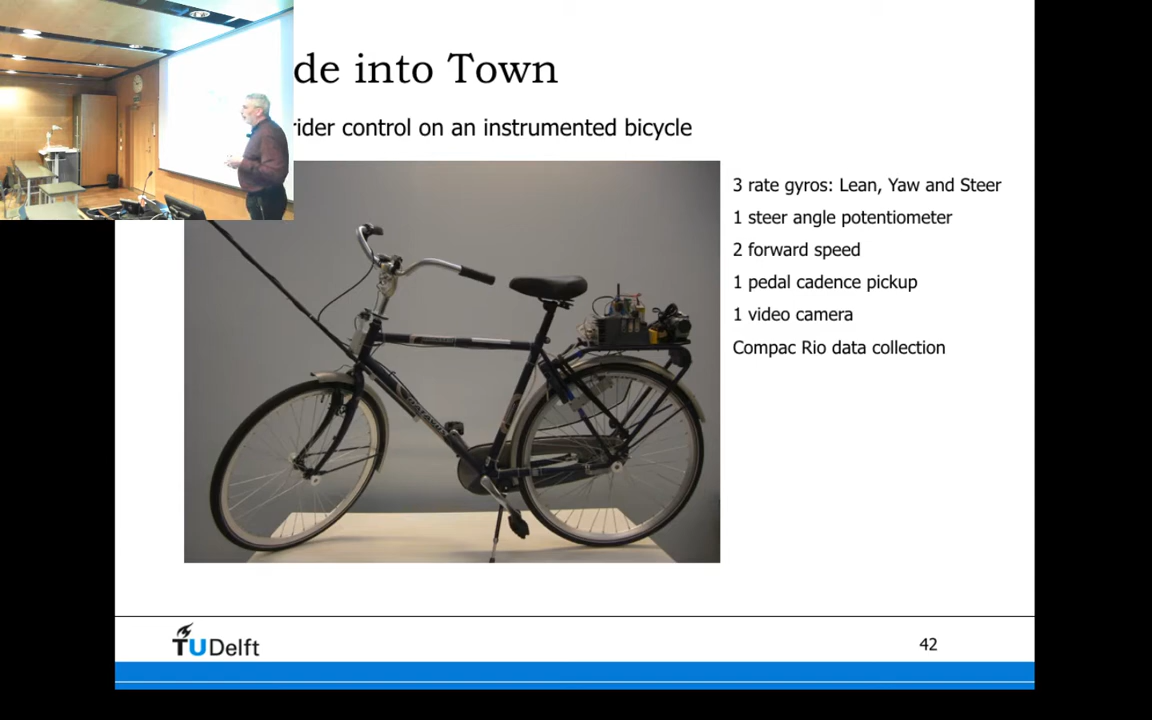 de into Town
rider control on an instrumented bicycle
3 rate gyros: Lean, Yaw and Steer
1 steer angle potentiometer
2 forward speed
1 pedal cadence pickup
1 video camera
Compac Rio data collection
TU Delft
42